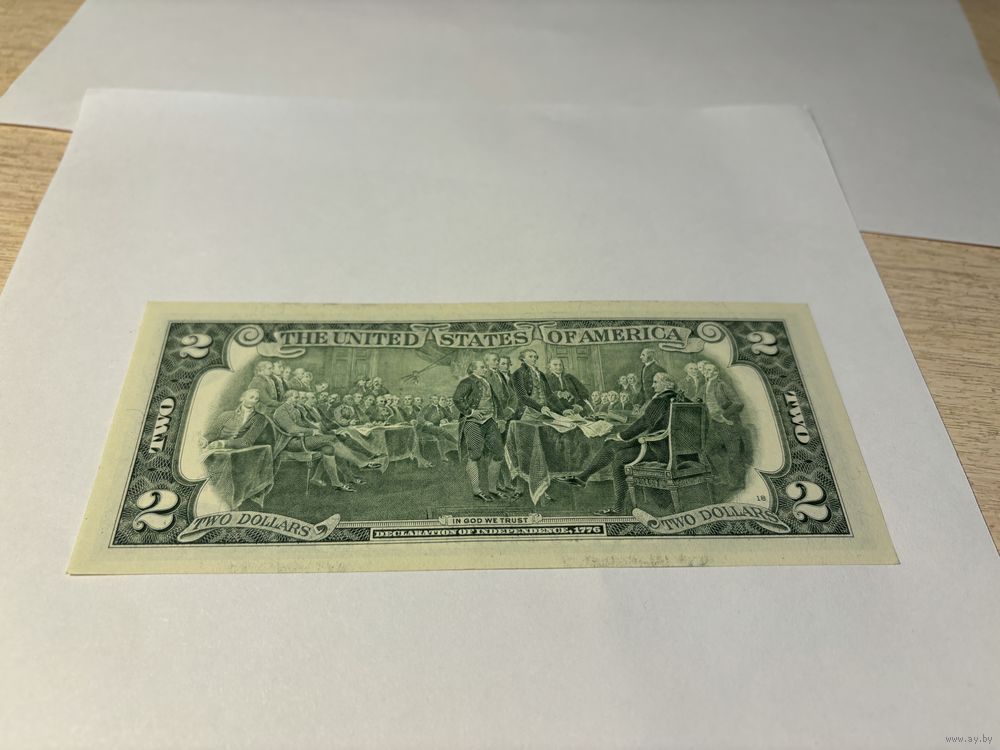 2 THE UNITED STATES OF AMERICA 2
TWO TWO
18
2 TWO DOLLARS IN GOD WE TRUST TWO DOLLARS 2
DECLARATION OF INDEPENDENCE, 1776
www.ay.by